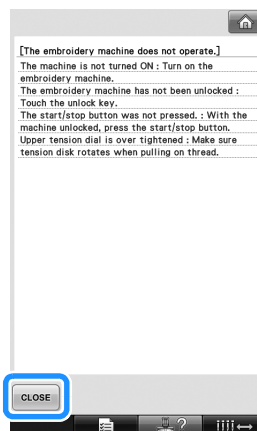 [The embroidery machine does not operate.]
The machine is not turned ON : Turn on the
embroidery machine.
The embroidery machine has not been unlocked :
Touch the unlock key.
The start/stop button was not pressed. : With the
machine unlocked, press the start/stop button.
Upper tension dial is over tightened : Make sure
tension disk rotates when pulling on thread.
CLOSE
?